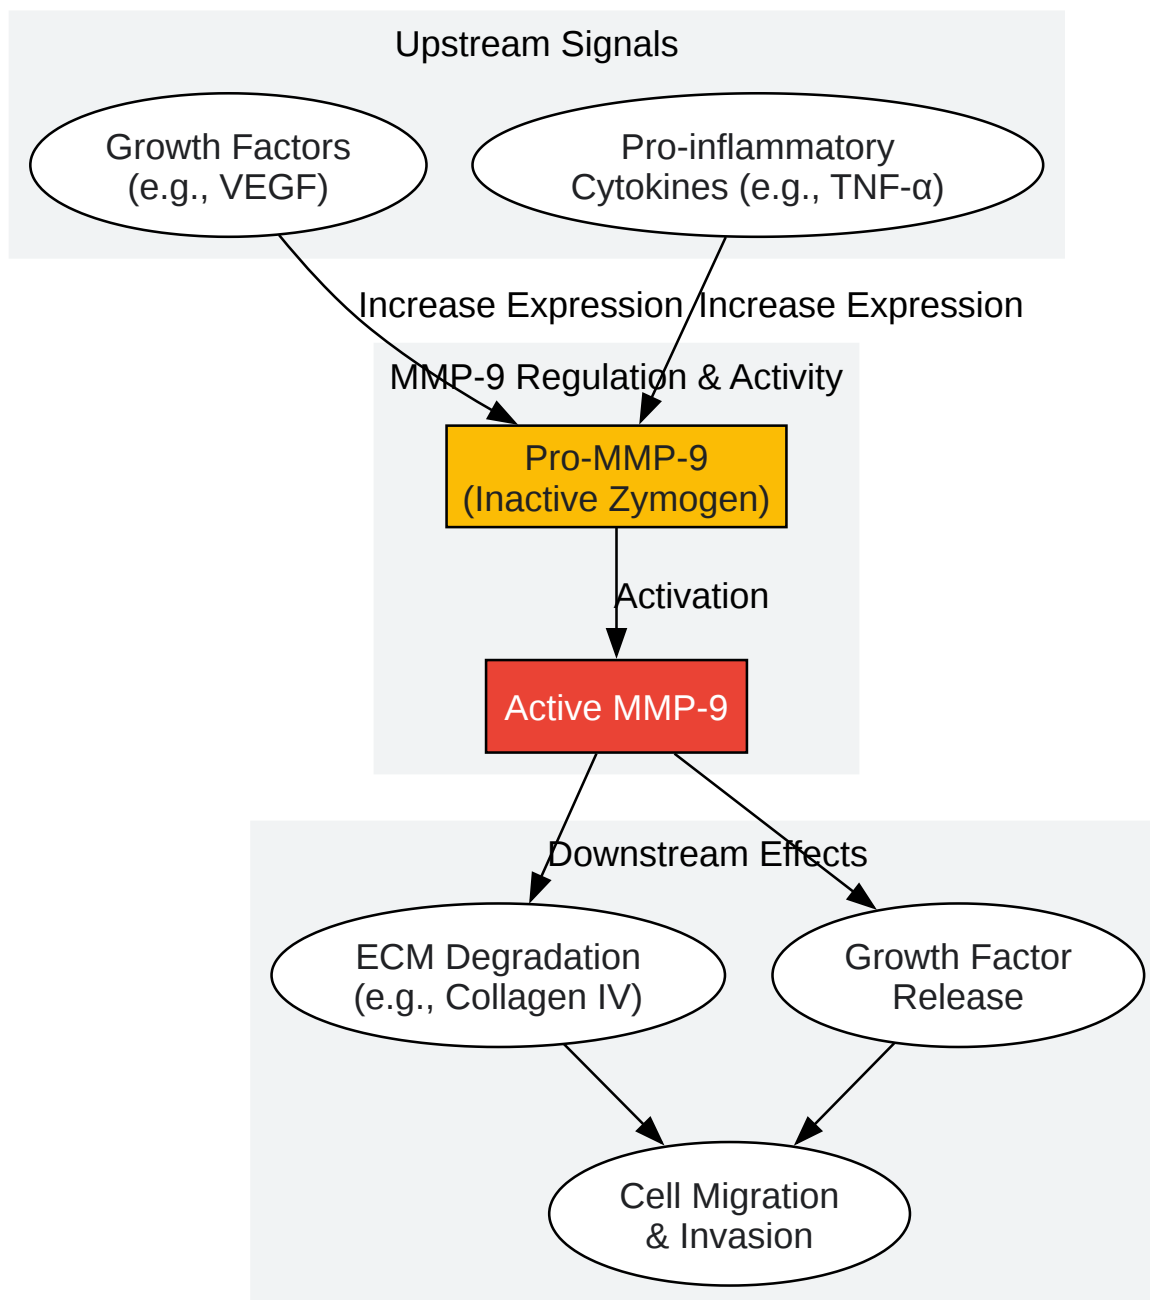 Upstream Signals
Growth Factors
(e.g., VEGF)
Pro-inflammatory
Cytokines (e.g., TNF-α)
Increase Expression
Increase Expression
MMP-9 Regulation & Activity
Pro-MMP-9
(Inactive Zymogen)
Activation
Active MMP-9
Downstream Effects
ECM Degradation
(e.g., Collagen IV)
Growth Factor
Release
Cell Migration
& Invasion